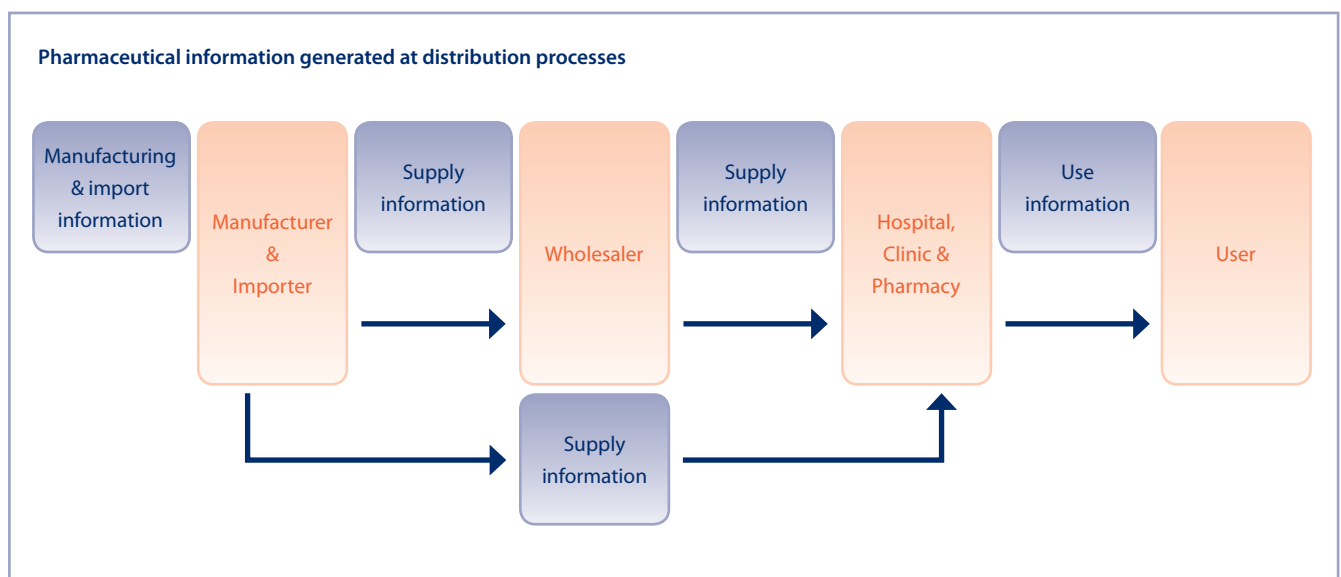 Pharmaceutical information generated at distribution processes
Manufacturing
& import
information
Manufacturer
&
Importer
Supply
information
Wholesaler
Supply
information
Hospital,
Clinic &
Pharmacy
Use
information
User
Supply
information